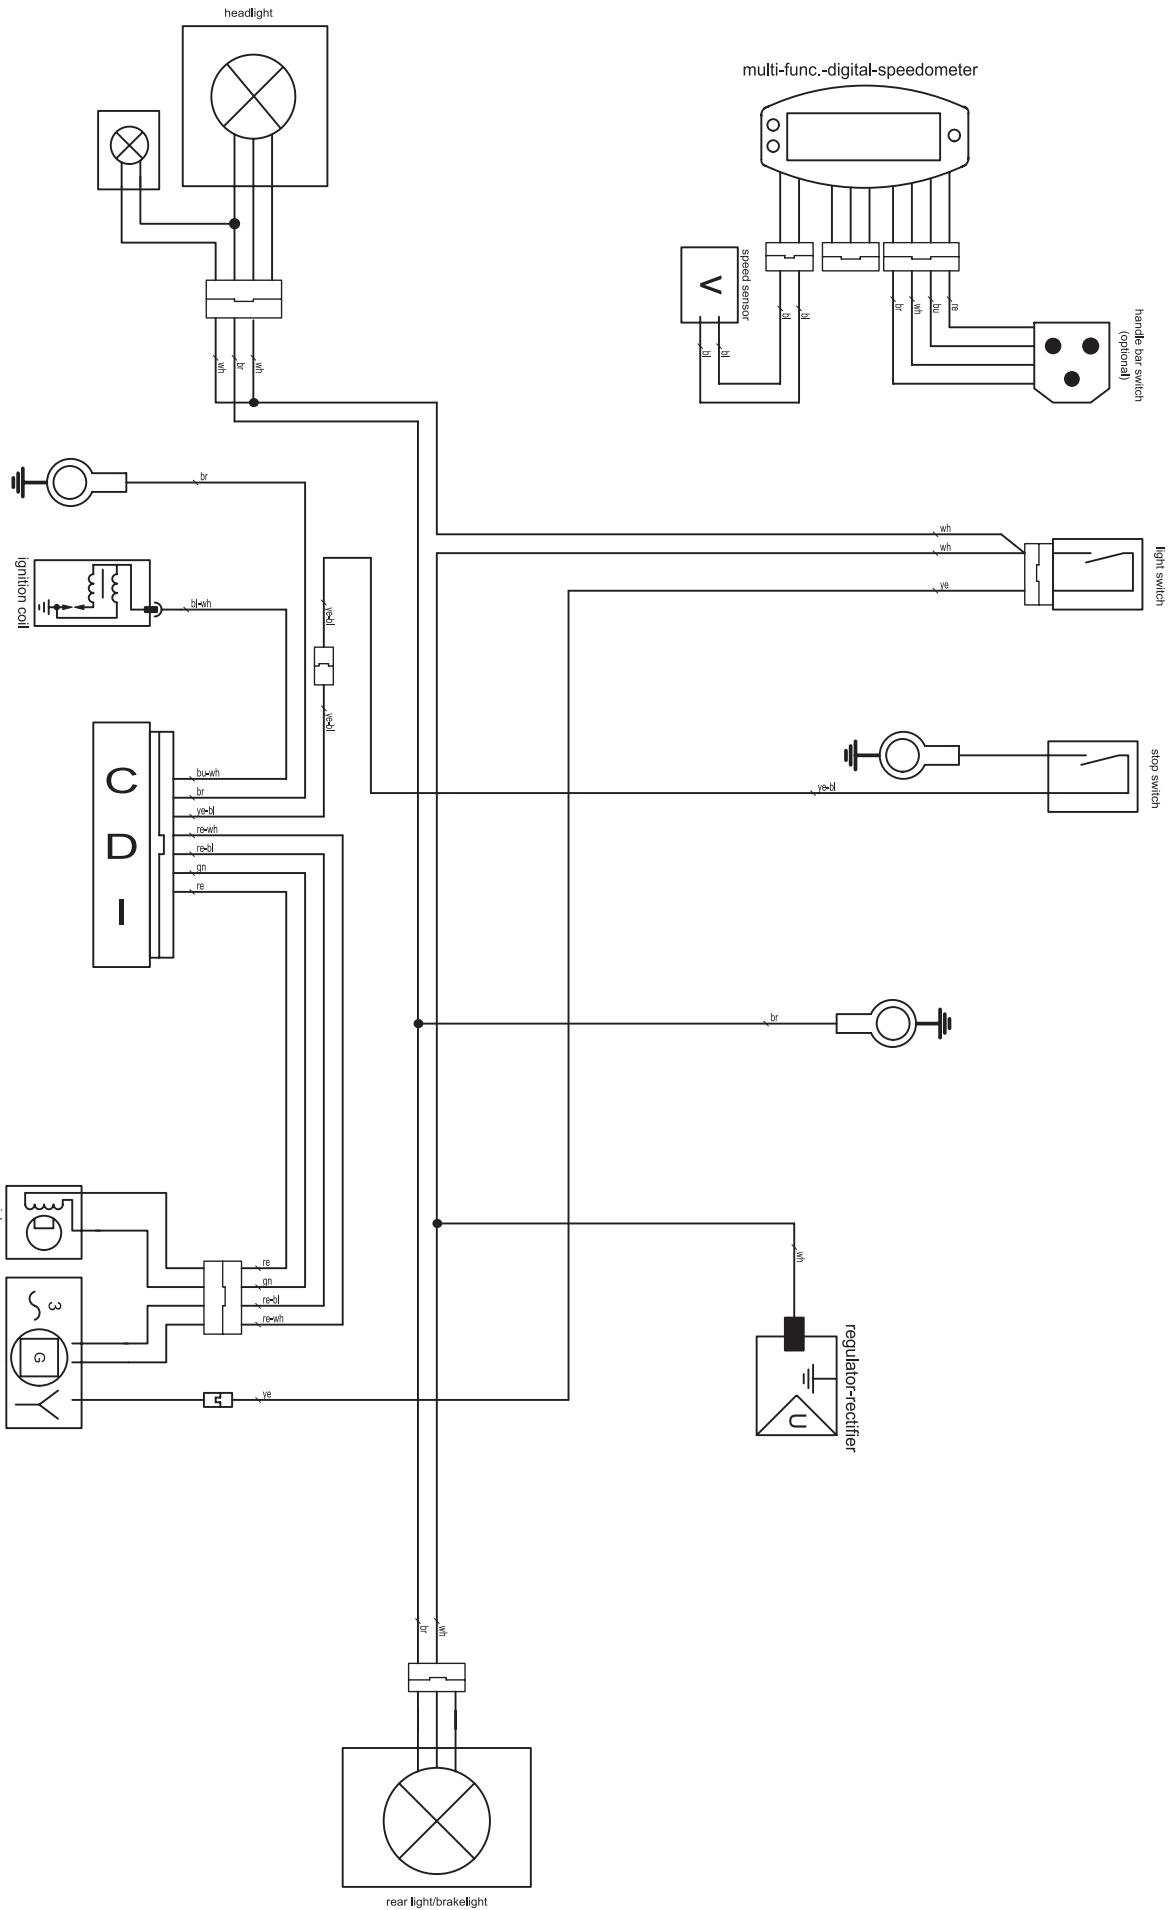 headlight
multi-func.-digital-speedometer
speed sensor
V
bl
bl
bl
bl
br
wh
bu
re
handle bar switch
(optional)
wh
br
wh
br
wh
wh
ye
light switch
ignition coil
bl-wh
ye-bl
ye-bl
stop switch
ye-bl
C
D
I
bu-wh
br
ye-bl
re-wh
re-bl
gn
re
br
wh
re
gn
re-bl
re-wh
3
G
ye
regulator-rectifier
U
br
wh
rear light/brakelight